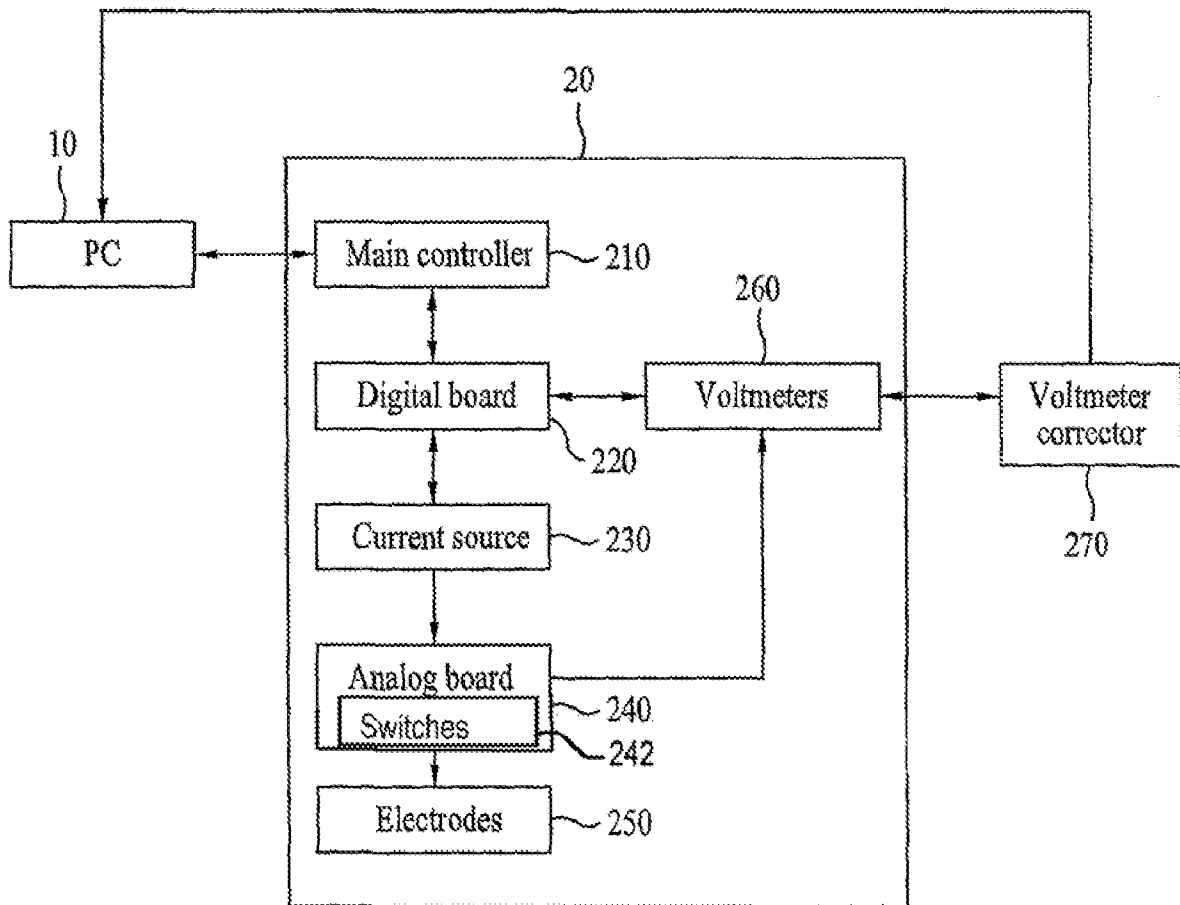 20
10
PC
Main controller
210
260
Digital board
Voltmeters
Voltmeter
corrector
220
Current source
230
270
Analog board
240
Switches
242
Electrodes
250